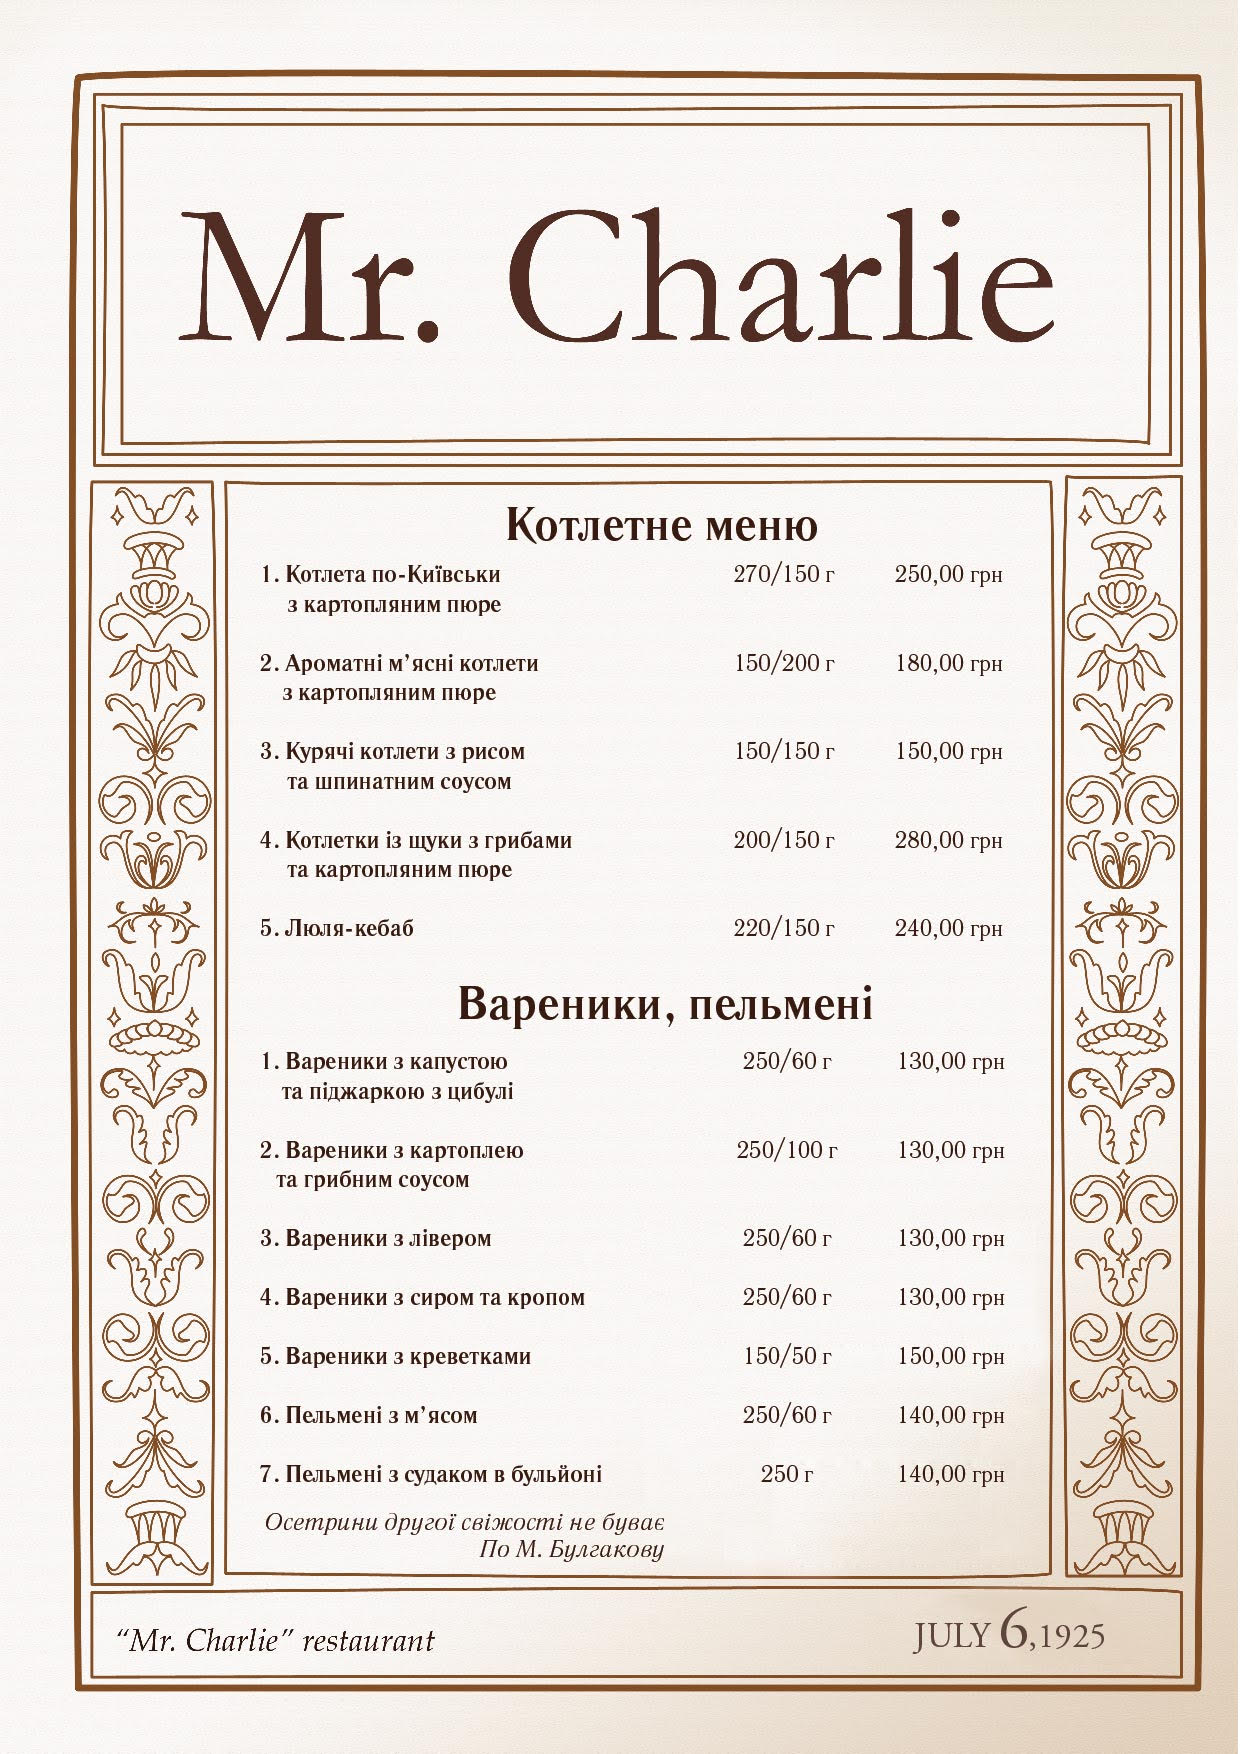 Mr. Charlie
Котлетне меню
1. Котлета по-Київськи 270/150 г 250,00 грн
з картопляним пюре
2. Ароматні м’ясні котлети 150/200 г 180,00 грн
з картопляним пюре
3. Курячі котлети з рисом 150/150 г 150,00 грн
та шпинатним соусом
4. Котлетки із щуки з грибами 200/150 г 280,00 грн
та картопляним пюре
5. Люля-кебаб 220/150 г 240,00 грн
Вареники, пельмені
1. Вареники з капустою 250/60 г 130,00 грн
та піджаркою з цибулі
2. Вареники з картоплею 250/100 г 130,00 грн
та грибним соусом
3. Вареники з лівером 250/60 г 130,00 грн
4. Вареники з сиром та кропом 250/60 г 130,00 грн
5. Вареники з креветками 150/50 г 150,00 грн
6. Пельмені з м’ясом 250/60 г 140,00 грн
7. Пельмені з судаком в бульйоні 250 г 140,00 грн
Осетрини другої свіжості не буває
По М. Булгакову
“Mr. Charlie” restaurant JULY 6,1925